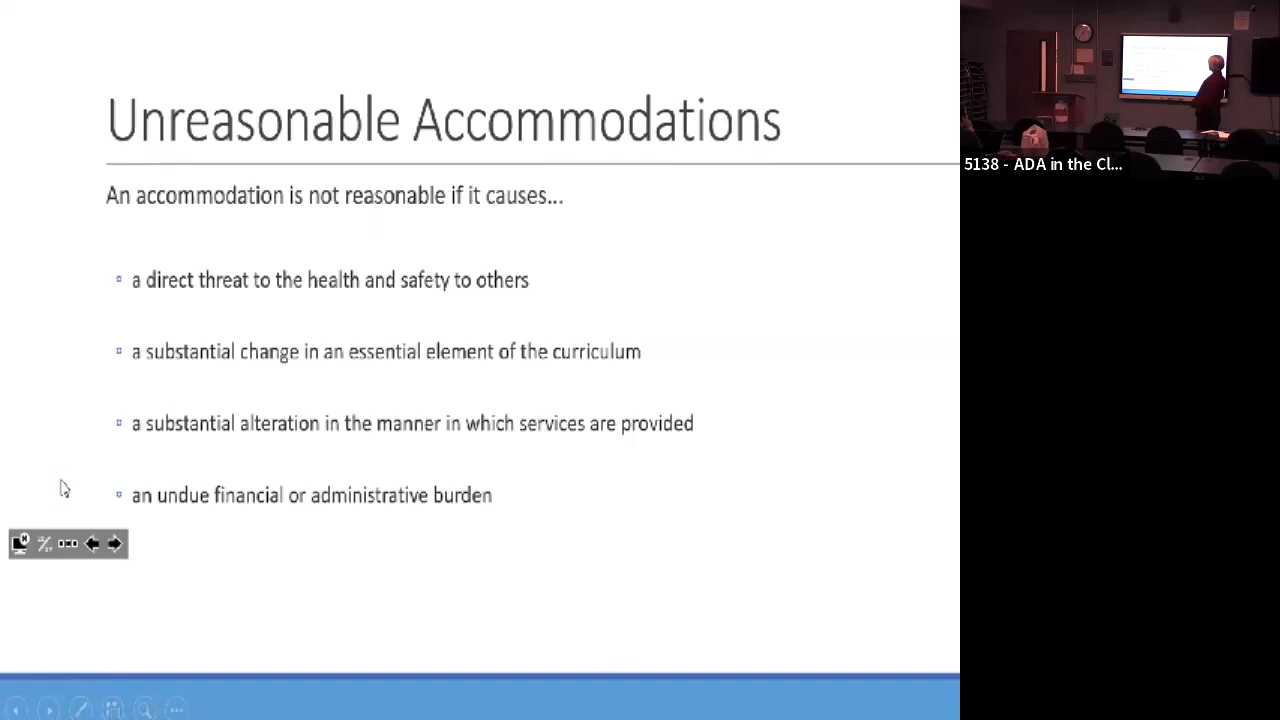 Unreasonable Accommodations
An accommodation is not reasonable if it causes...
a direct threat to the health and safety to others
a substantial change in an essential element of the curriculum
a substantial alteration in the manner in which services are provided
an undue financial or administrative burden
5138 - ADA in the Cl...